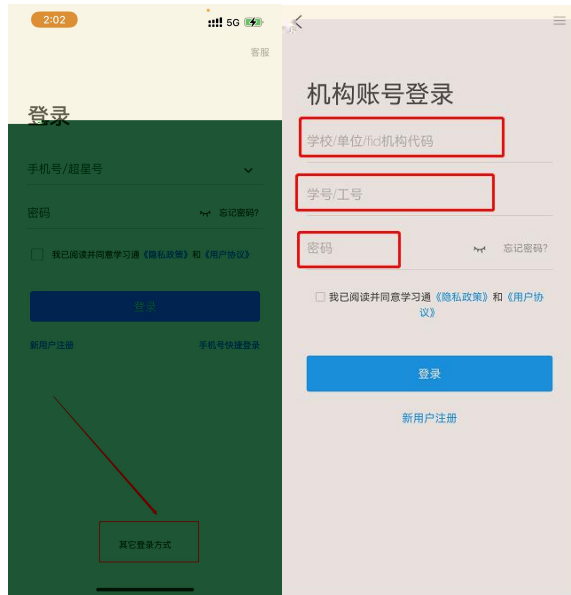 2:02
5G
客服
登录
手机号/超星号
密码
忘记密码?
我已阅读并同意学习通《隐私政策》和《用户协议》
登录
新用户注册
手机号快捷登录
其它登录方式
机构账号登录
学校/单位/fid机构代码
学号/工号
密码
忘记密码?
我已阅读并同意学习通《隐私政策》和《用户协
议》
登录
新用户注册